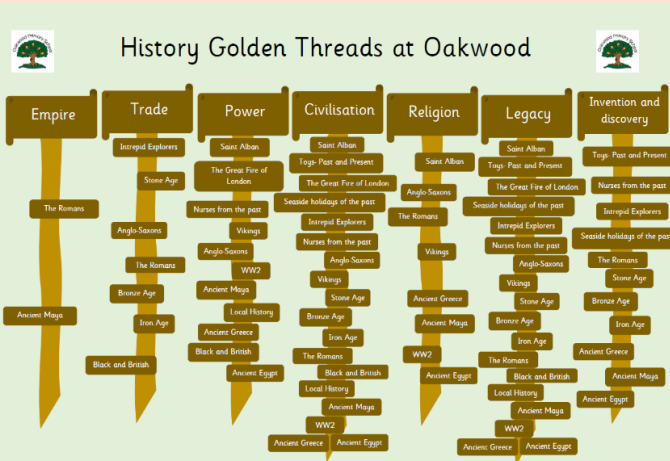 History Golden Threads at Oakwood
Empire
The Romans
Ancient Maya
Trade
Intrepid Explorers
Stone Age
Anglo-Saxons
The Romans
Bronze Age
Iron Age
Black and British
Power
Saint Alban
The Great Fire of
London
Nurses from the past
Vikings
Anglo-Saxons
WW2
Ancient Maya
Local History
Ancient Greece
Black and British
Ancient Egypt
Civilisation
Saint Alban
Toys- Past and Present
The Great Fire of London
Seaside holidays of the past
Intrepid Explorers
Nurses from the past
Anglo-Saxons
Vikings
Stone Age
Bronze Age
Iron Age
The Romans
Black and British
Local History
Ancient Maya
WW2
Ancient Greece
Ancient Egypt
Religion
Saint Alban
Anglo-Saxons
The Romans
Vikings
Ancient Greece
Ancient Maya
WW2
Ancient Egypt
Legacy
Saint Alban
Toys- Past and Present
The Great Fire of London
Seaside holidays of the past
Intrepid Explorers
Nurses from the past
Anglo-Saxons
Vikings
Stone Age
Bronze Age
Iron Age
The Romans
Black and British
Local History
Ancient Maya
WW2
Ancient Greece
Ancient Egypt
Invention and
discovery
Toys- Past and Present
Nurses from the past
Intrepid Explorers
Seaside holidays of the past
The Romans
Stone Age
Bronze Age
Iron Age
Ancient Greece
Ancient Maya
Ancient Egypt